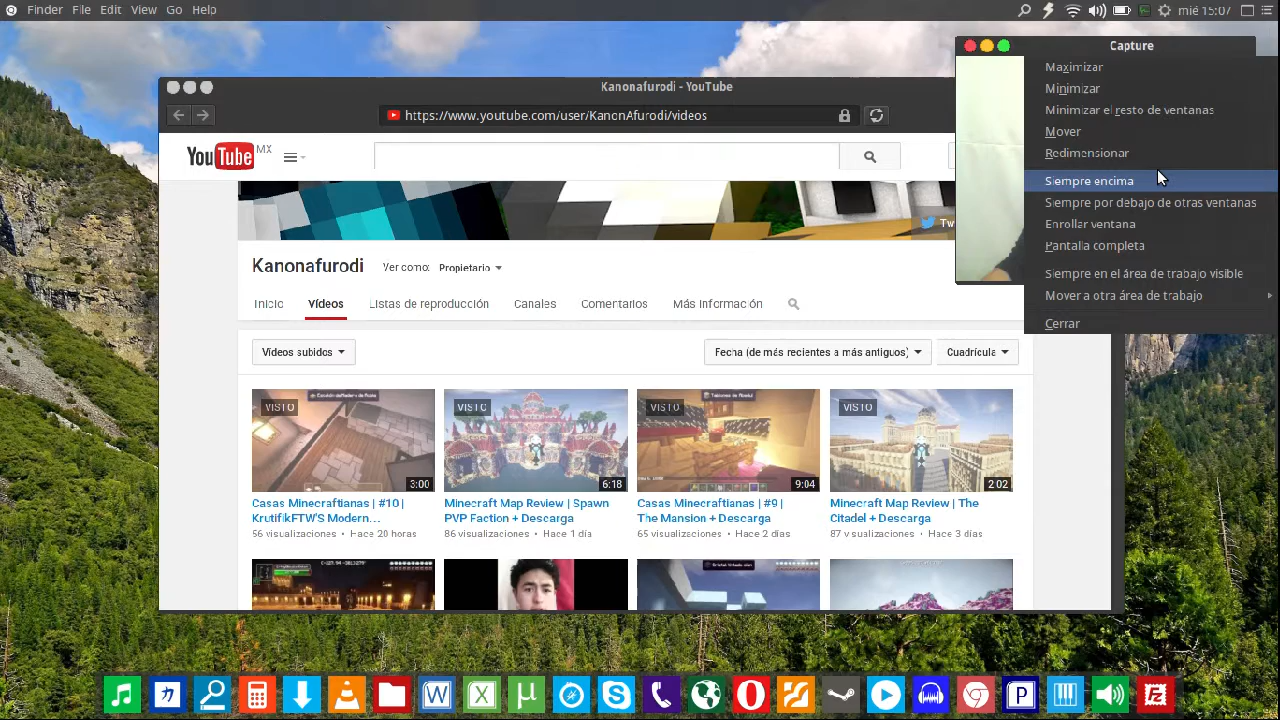 Finder File Edit View Go Help
mié 15:07
Capture
Kanonafurodi - YouTube
https://www.youtube.com/user/KanonAfurodi/videos
Maximizar
Minimizar
Minimizar el resto de ventanas
Mover
Redimensionar
Siempre encima
Siempre por debajo de otras ventanas
Enrollar ventana
Pantalla completa
Siempre en el área de trabajo visible
Mover a otra área de trabajo
Cerrar
YouTube MX
Tw
Kanonafurodi
Ver como: Propietario
Inicio Vídeos Listas de reproducción Canales Comentarios Más información
Vídeos subidos
Fecha (de más recientes a más antiguos)
Cuadrícula
VISTO VISTO VISTO VISTO
3:00 6:18 9:04 2:02
Casas Minecraftianas | #10 |
KrutifikFTW'S Modern...
56 visualizaciones • Hace 20 horas
Minecraft Map Review | Spawn
PVP Faction + Descarga
86 visualizaciones • Hace 1 día
Casas Minecraftianas | #9 |
The Mansion + Descarga
65 visualizaciones • Hace 2 días
Minecraft Map Review | The
Citadel + Descarga
87 visualizaciones • Hace 3 días